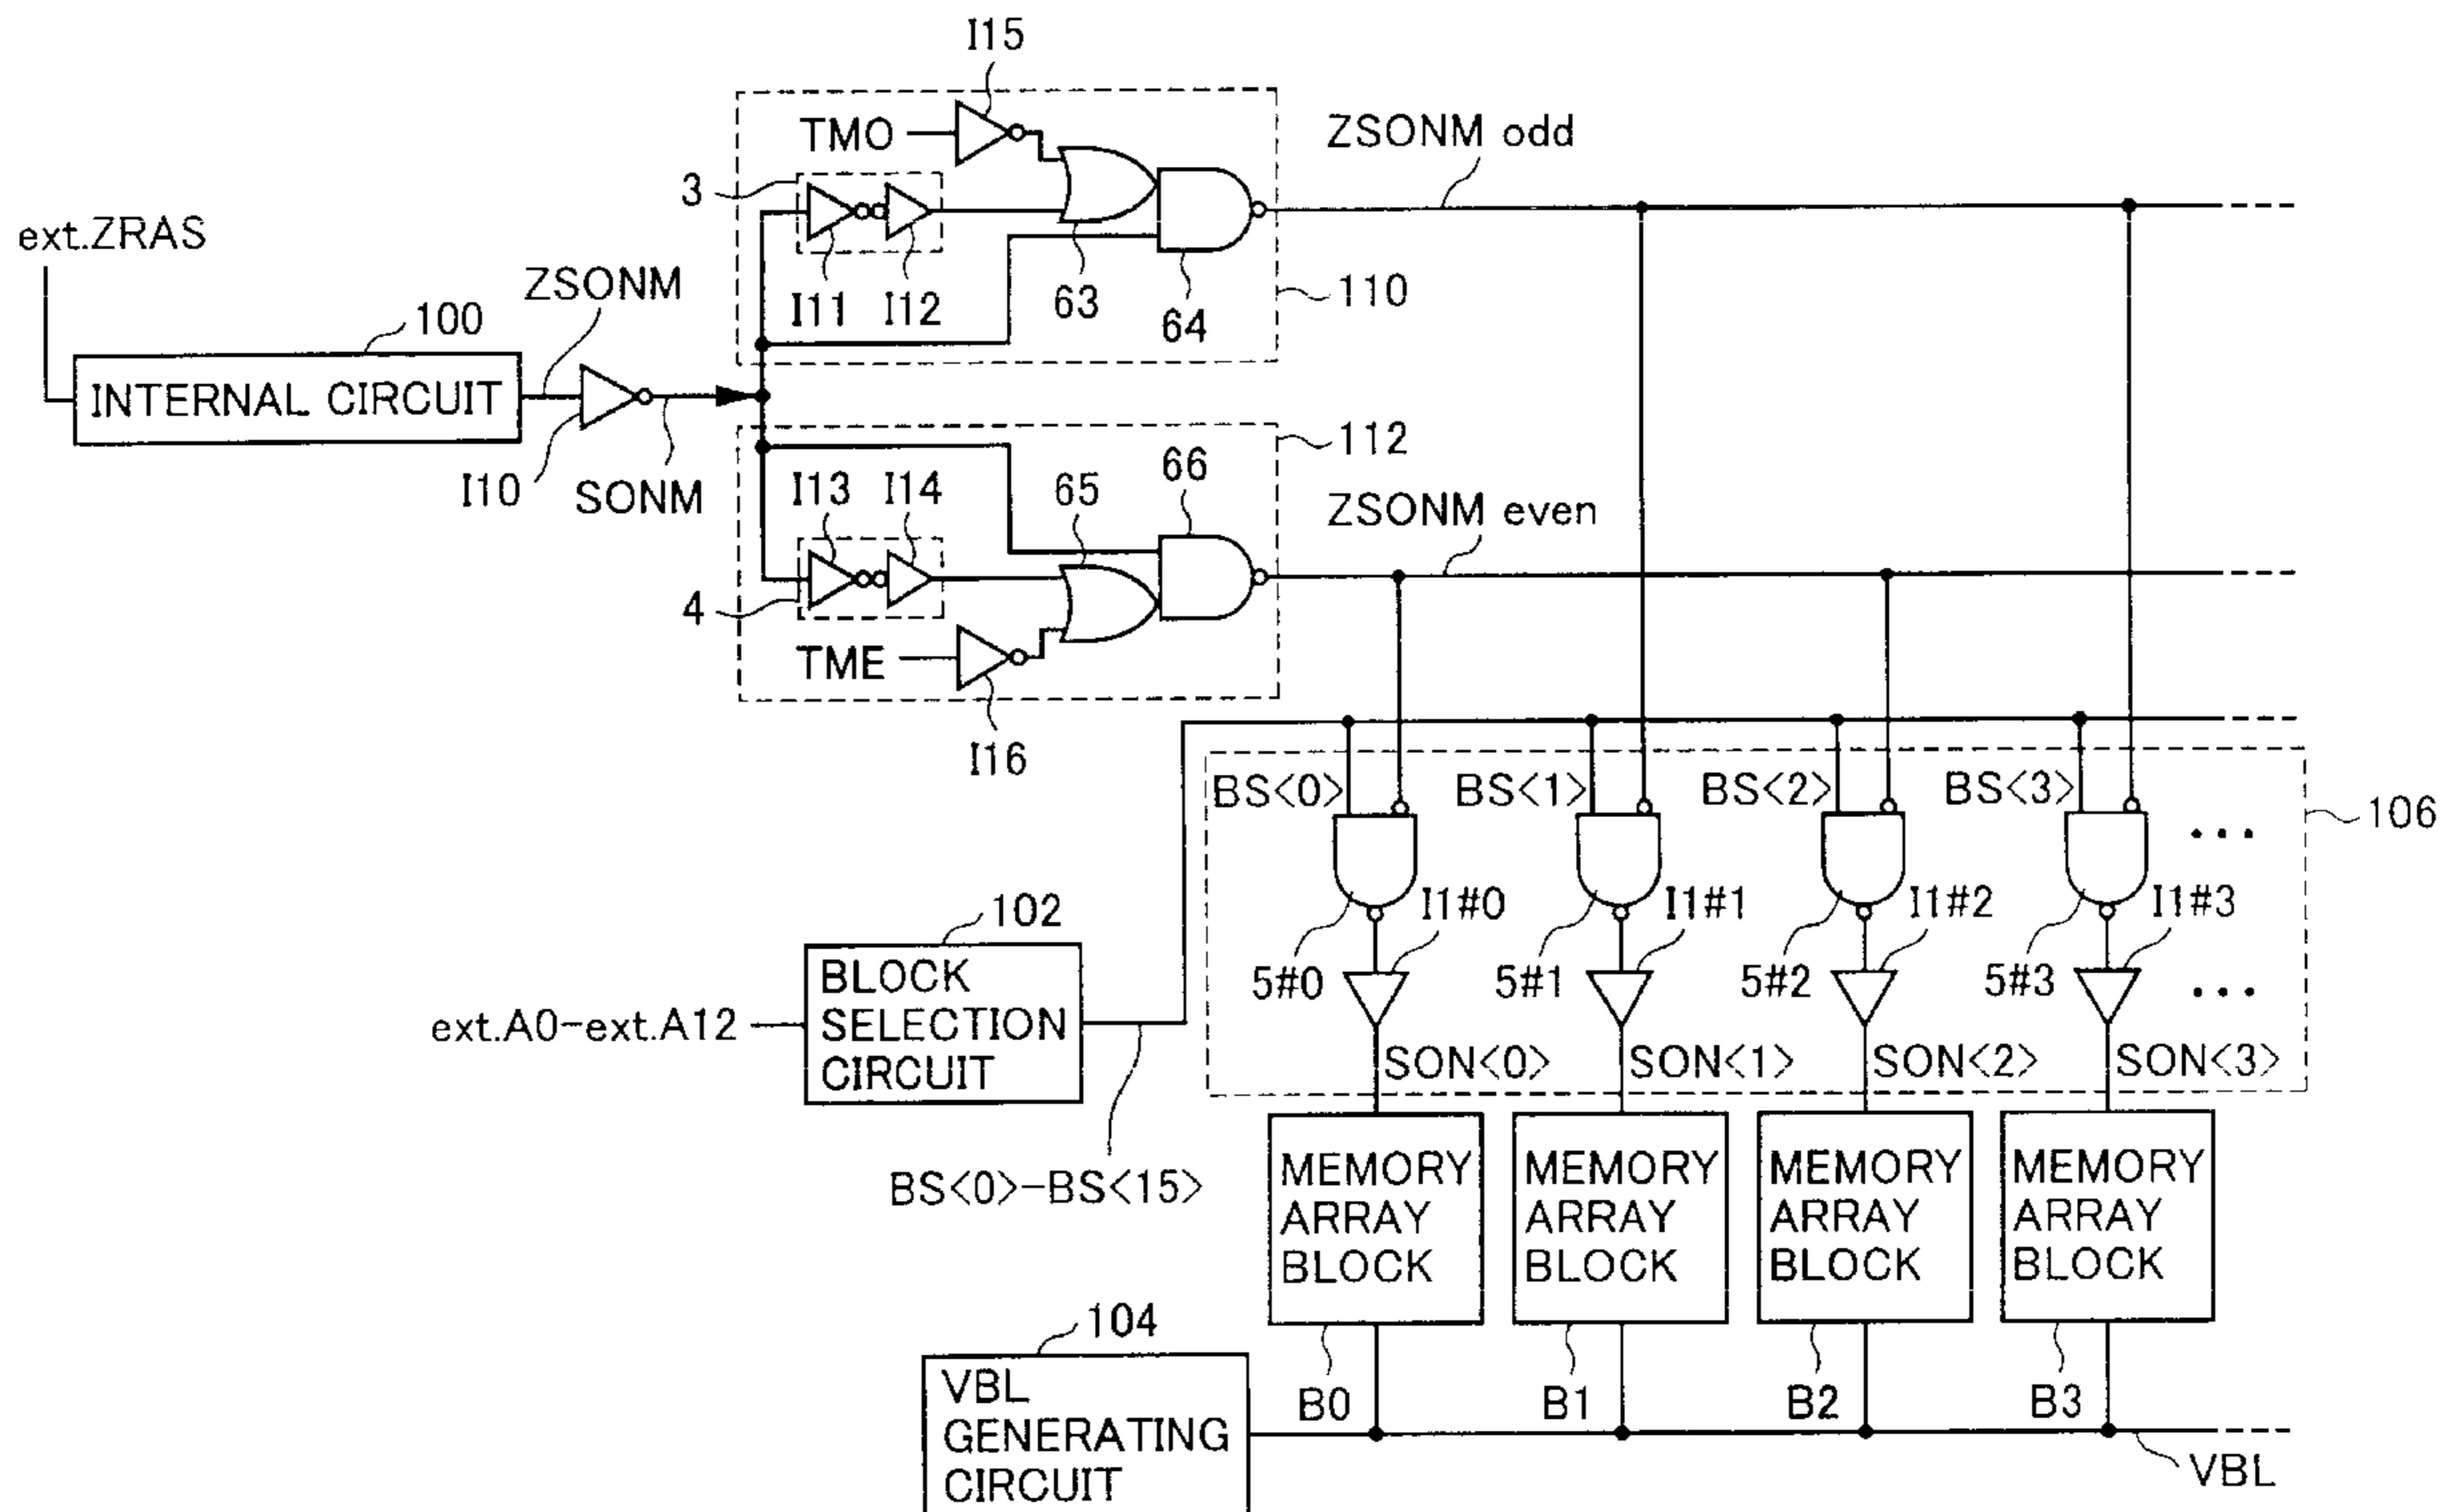 I15
TMO
ZSONM odd
3
ext.ZRAS
ZSONM
I11
I12
63
64
110
100
INTERNAL CIRCUIT
I10
SONM
112
I13
I14
65
66
ZSONM even
4
TME
I16
BS<0>
BS<1>
BS<2>
BS<3>
106
...
I1#0
I1#1
I1#2
I1#3
5#0
5#1
5#2
5#3
...
102
BLOCK
SELECTION
CIRCUIT
ext.A0-ext.A12
SON<0>
SON<1>
SON<2>
SON<3>
BS<0>-BS<15>
MEMORY
ARRAY
BLOCK
MEMORY
ARRAY
BLOCK
MEMORY
ARRAY
BLOCK
MEMORY
ARRAY
BLOCK
104
VBL
GENERATING
CIRCUIT
B0
B1
B2
B3
VBL